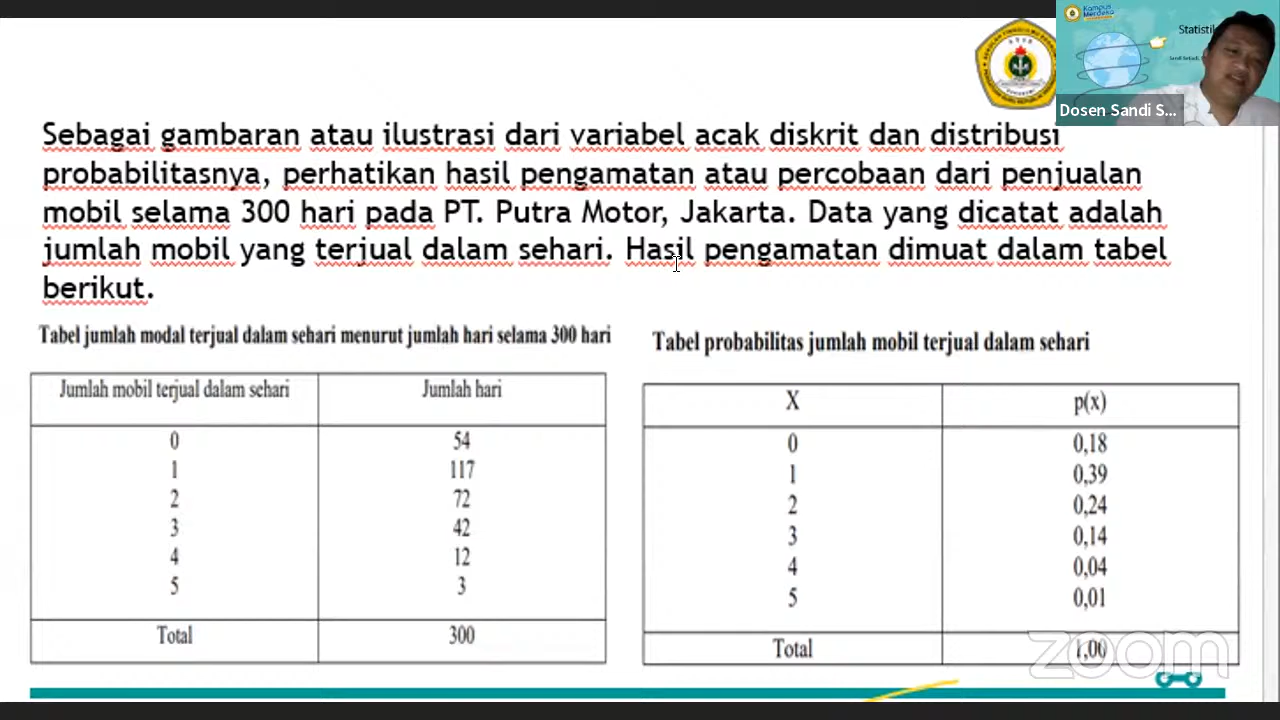 Kampus
Merdeka
Statistik
Dosen Sandi S...
Sebagai gambaran atau ilustrasi dari variabel acak diskrit dan distribusi
probabilitasnya, perhatikan hasil pengamatan atau percobaan dari penjualan
mobil selama 300 hari pada PT. Putra Motor, Jakarta. Data yang dicatat adalah
jumlah mobil yang terjual dalam sehari. Hasil pengamatan dimuat dalam tabel
berikut.
Tabel jumlah modal terjual dalam sehari menurut jumlah hari selama 300 hari
Jumlah mobil terjual dalam sehari Jumlah hari
0 54
1 117
2 72
3 42
4 12
5 3
Total 300
Tabel probabilitas jumlah mobil terjual dalam sehari
X p(x)
0 0,18
1 0,39
2 0,24
3 0,14
4 0,04
5 0,01
Total 1,00
zoom